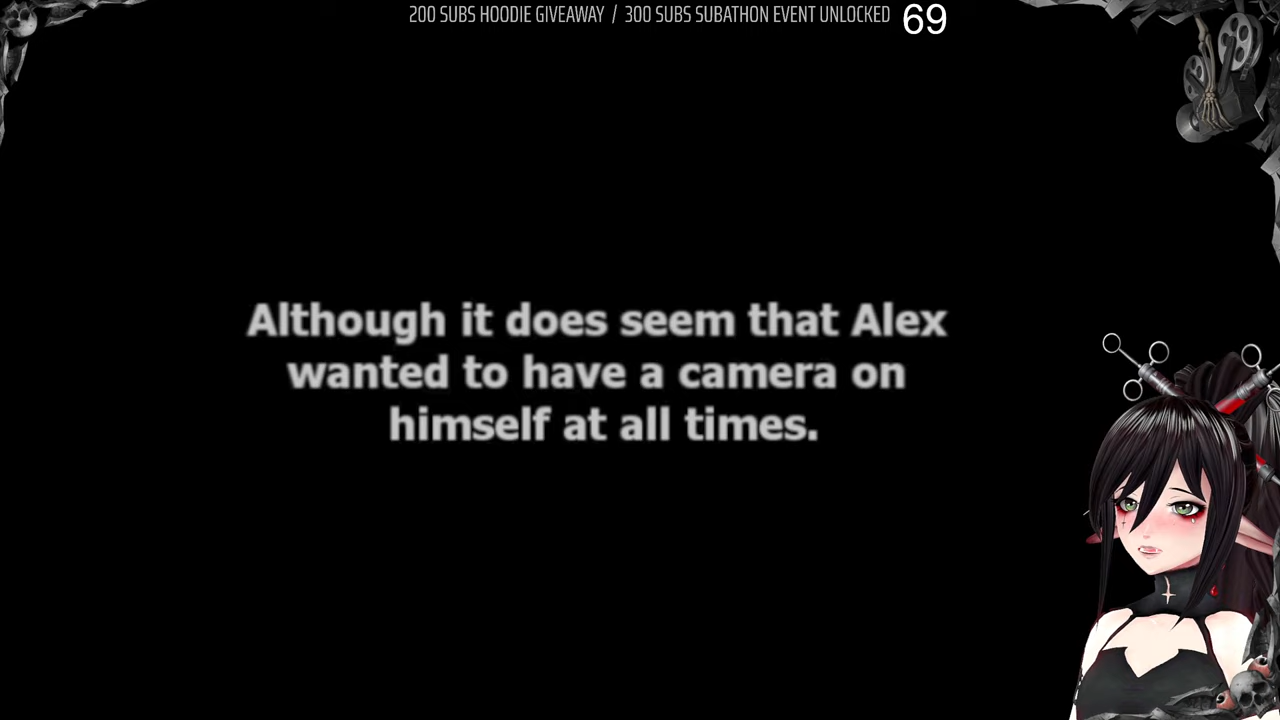 200 SUBS HOODIE GIVEAWAY / 300 SUBS SUBATHON EVENT UNLOCKED 69
Although it does seem that Alex
wanted to have a camera on
himself at all times.